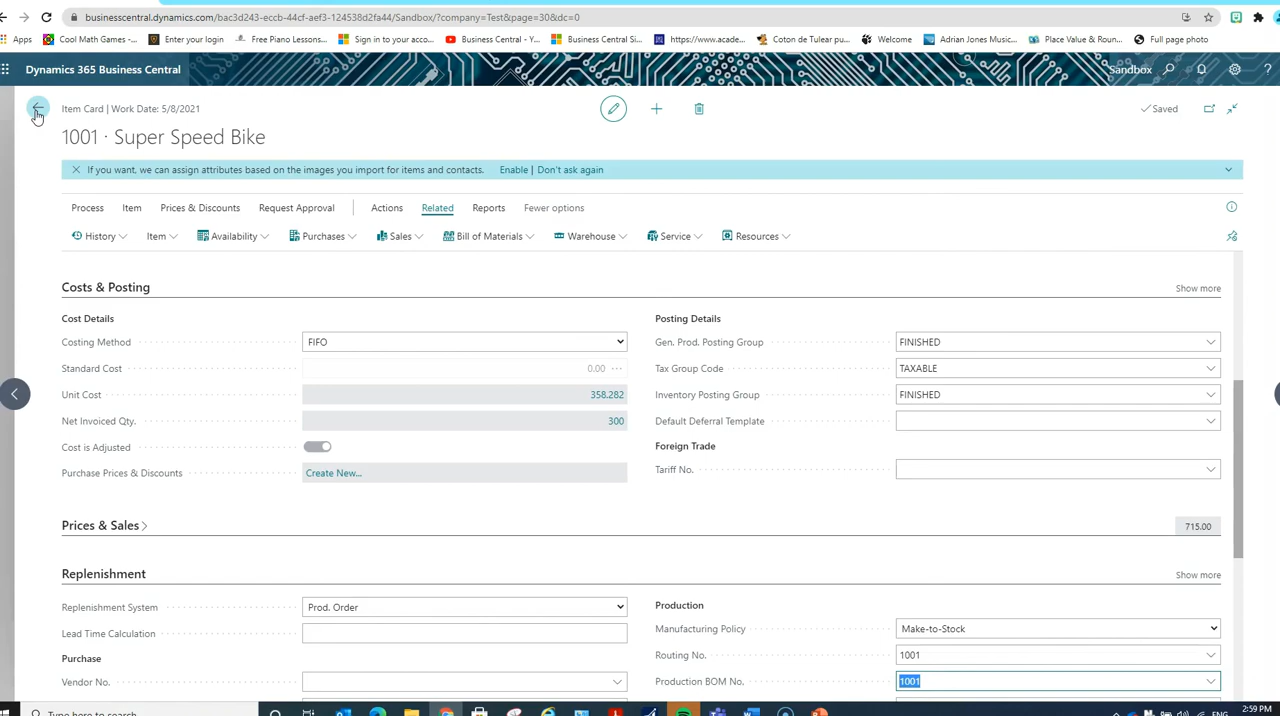 businesscentral.dynamics.com/bac3d243-eccb-44cf-aef3-124538d2fa44/Sandbox/?company=Test&page=30&dc=0
Apps Cool Math Games -... Enter your login Free Piano Lessons... Sign in to your acco... Business Central - Y... Business Central Si... https://www.acade... Coton de Tulear pu... Welcome Adrian Jones Music... Place Value & Roun... Full page photo
Dynamics 365 Business Central Sandbox ?
Item Card | Work Date: 5/8/2021 Saved
1001 · Super Speed Bike
If you want, we can assign attributes based on the images you import for items and contacts. Enable | Don't ask again
Process Item Prices & Discounts Request Approval Actions Related Reports Fewer options
History Item Availability Purchases Sales Bill of Materials Warehouse Service Resources
Costs & Posting Show more
Cost Details Posting Details
Costing Method FIFO Gen. Prod. Posting Group FINISHED
Standard Cost 0.00 ... Tax Group Code TAXABLE
Unit Cost 358.282 Inventory Posting Group FINISHED
Net Invoiced Qty. 300 Default Deferral Template
Cost is Adjusted Foreign Trade
Purchase Prices & Discounts Create New... Tariff No.
Prices & Sales 715.00
Replenishment Show more
Replenishment System Prod. Order Production
Lead Time Calculation Manufacturing Policy Make-to-Stock
Purchase Routing No. 1001
Vendor No. Production BOM No. 1001
2:59 PM
Type here to search ENG